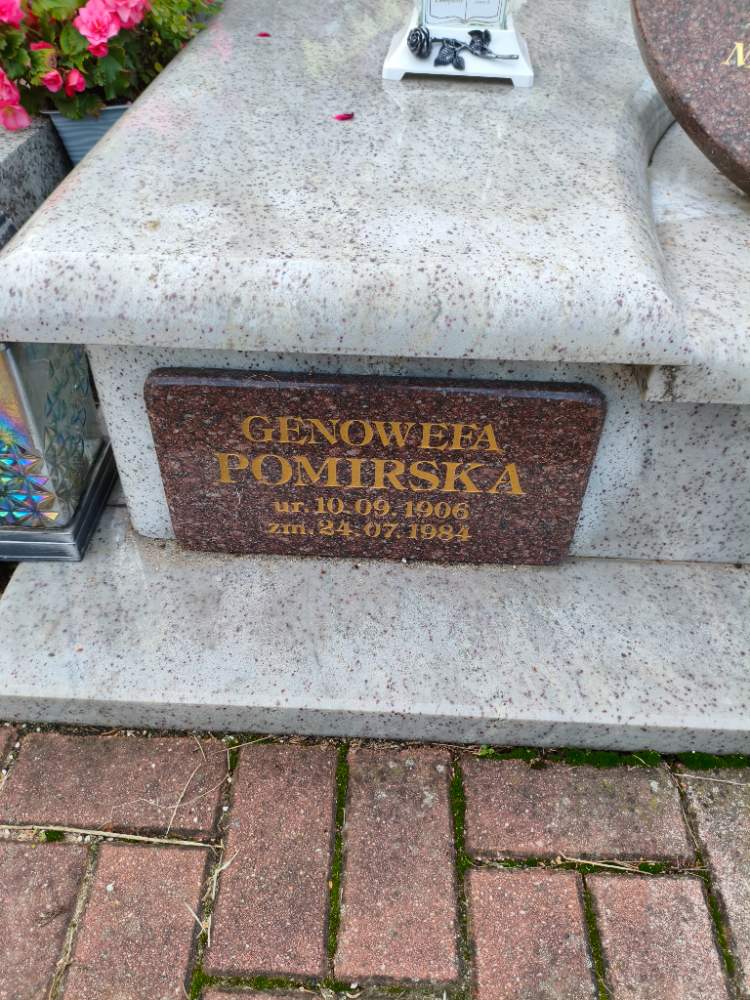 GENOWEFA
POMIRSKA
ur. 10.09.1906
zm. 24.07.1984